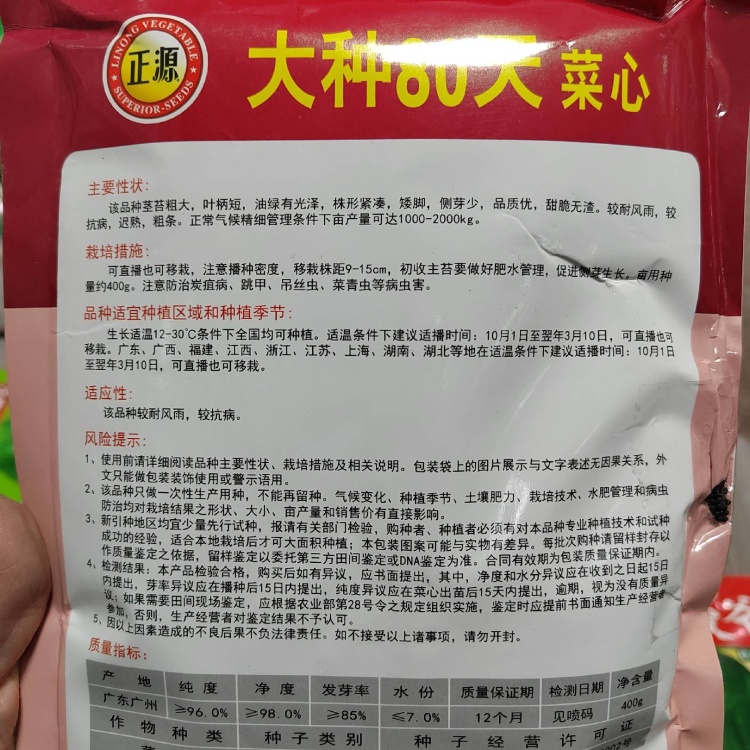 LINONG VEGETABLE
正源
SUPERIOR-SEEDS
大种80天 菜心
主要性状：
该品种茎苔粗大，叶柄短，油绿有光泽，株形紧凑，矮脚，侧芽少，品质优，甜脆无渣。较耐风雨，较
抗病，迟熟，粗条。正常气候精细管理条件下亩产量可达1000-2000kg。
栽培措施：
可直播也可移栽，注意播种密度，移栽株距9-15cm，初收主苔要做好肥水管理，促进侧芽生长。亩用种
量约400g。注意防治炭疽病、跳甲、吊丝虫、菜青虫等病虫害。
品种适宜种植区域和种植季节：
生长适温12-30℃条件下全国均可种植。适温条件下建议适播时间：10月1日至翌年3月10日，可直播也可
移栽。广东、广西、福建、江西、浙江、江苏、上海、湖南、湖北等地在适温条件下建议适播时间：10月1日
至翌年3月10日，可直播也可移栽。
适应性：
该品种较耐风雨，较抗病。
风险提示：
1、使用前请详细阅读品种主要性状、栽培措施及相关说明。包装袋上的图片展示与文字表述无因果关系，外
文只能做包装装饰使用或警示语用。
2、该品种只做一次性生产用种，不能再留种。气候变化、种植季节、土壤肥力、栽培技术、水肥管理和病虫
防治均对栽培结果之形状、大小、亩产量和销售价有直接影响。
3、新引种地区均宜少量先行试种，报请有关部门检验，购种者、种植者必须有对本品种专业种植技术和试种
成功的经验，适合本地栽培后才可大面积种植；本包装图案可能与实物有差异。每批次购种请留样封存以
作质量鉴定之依据，留样鉴定以委托第三方田间鉴定或DNA鉴定为准。合同有效期为包装质量保证期内。
4、检测结果：本产品检验合格，购买后如有异议，应书面提出，其中，净度和水分异议应在收到之日起15日
内提出，芽率异议应在播种后15日内提出，纯度异议应在菜心出苗后15天内提出，逾期，视为没有质量异
议；如果需要田间现场鉴定，应根据农业部第28号令之规定组织实施，鉴定时应提前书面通知生产经营者
参加，否则，生产经营者对鉴定结果不予认可。
5、因以上因素造成的不良后果不负法律责任。如不接受以上诸事项，请勿开封。
质量指标：
产 地 纯 度 净 度 发芽率 水 份 质量保证期 检测日期 净含量
广东广州 ≥96.0% ≥98.0% ≥85% ≤7.0% 12个月 见喷码 400g
作 物 种 类 种 子 类 别 种 子 经 营 许 可 证